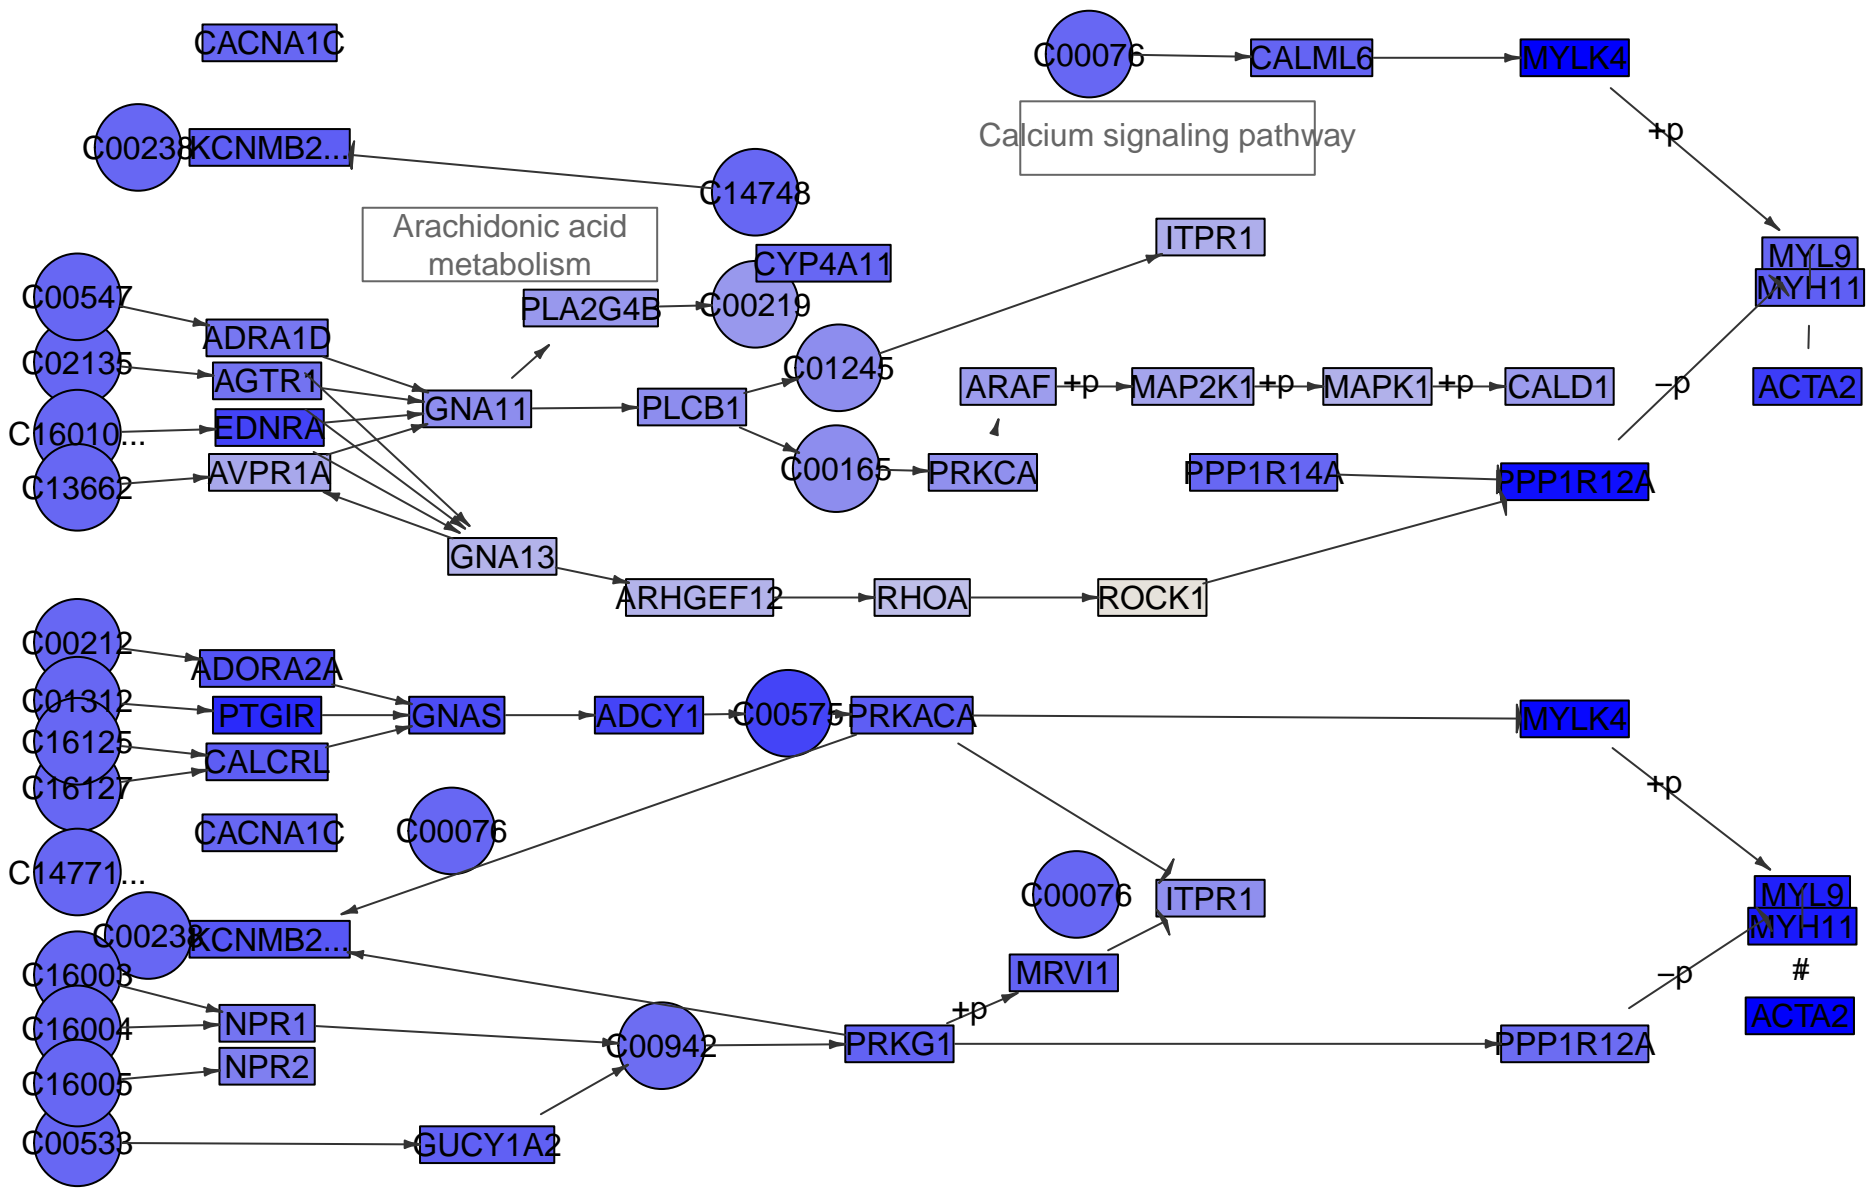 CACNA1C
C00076
CALML6
MYLK4
+p
C00238
KCNMB2...
Calcium signaling pathway
C14748
Arachidonic acid
metabolism
ITPR1
CYP4A11
MYL9
MYH11
C00547
PLA2G4B
C00219
ADRA1D
C02135
AGTR1
C01245
ARAF
+p
MAP2K1
+p
MAPK1
+p
CALD1
–p
ACTA2
GNA11
PLCB1
C16010...
EDNRA
C13662
AVPR1A
C00165
PRKCA
PPP1R14A
PPP1R12A
GNA13
ARHGEF12
RHOA
ROCK1
C00212
ADORA2A
C01312
PTGIR
GNAS
ADCY1
C00575
PRKACA
MYLK4
C16125
CALCRL
C16127
+p
CACNA1C
C00076
C14771...
C00076
ITPR1
MYL9
MYH11
C00238
KCNMB2...
C16003
MRVI1
–p
#
+p
ACTA2
C16004
NPR1
C00942
PRKG1
PPP1R12A
NPR2
C16005
C00533
GUCY1A2